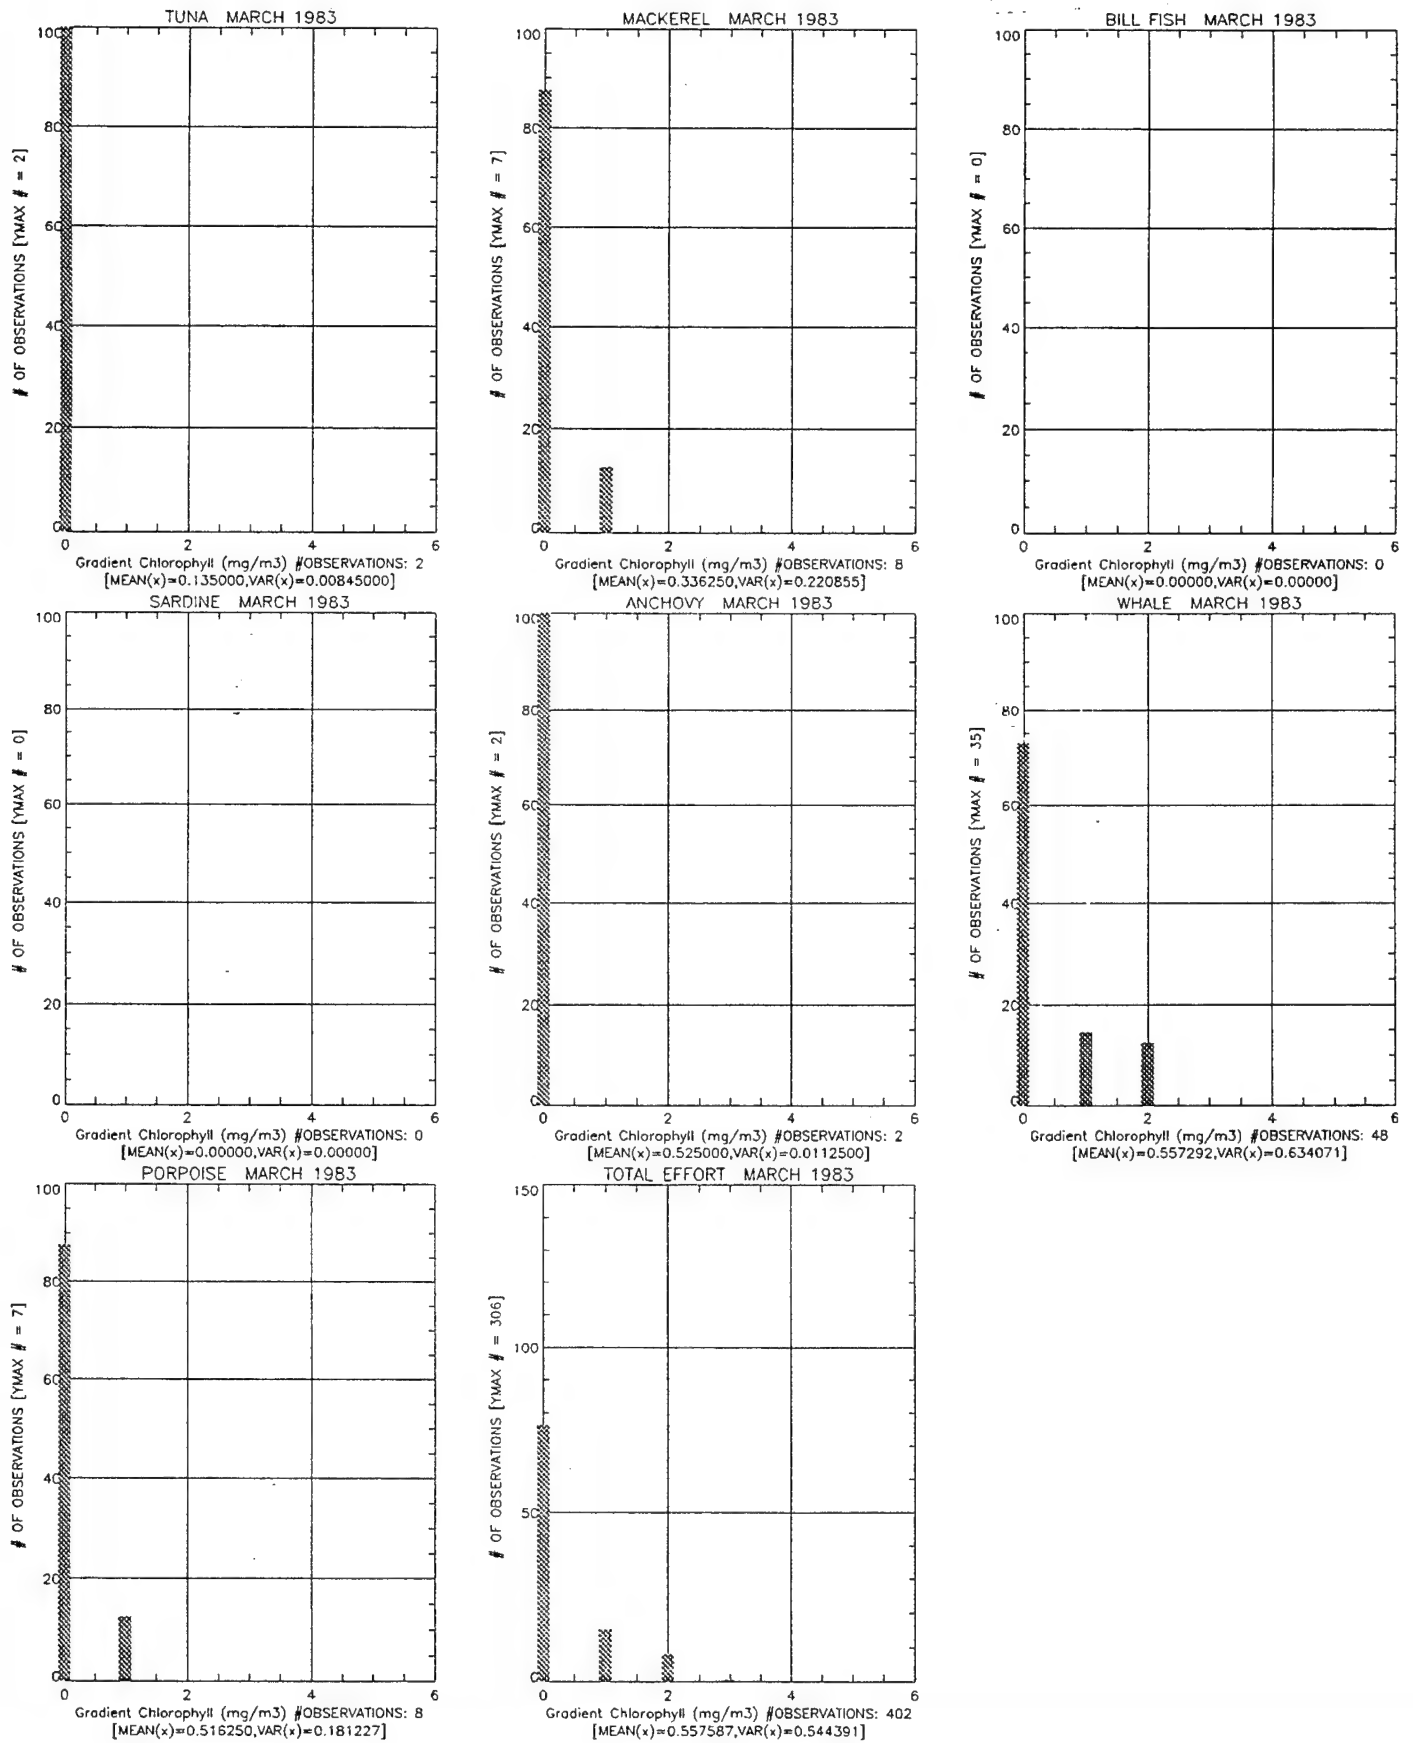 TUNA MARCH 1983
# OF OBSERVATIONS [YMAX # = 2]
100
80
60
40
20
0
0 2 4 6
Gradient Chlorophyll (mg/m3) #OBSERVATIONS: 2
[MEAN(x)=0.135000,VAR(x)=0.00845000]
MACKEREL MARCH 1983
# OF OBSERVATIONS [YMAX # = 7]
100
80
60
40
20
0
0 2 4 6
Gradient Chlorophyll (mg/m3) #OBSERVATIONS: 8
[MEAN(x)=0.336250,VAR(x)=0.220855]
BILL FISH MARCH 1983
# OF OBSERVATIONS [YMAX # = 0]
100
80
60
40
20
0
0 2 4 6
Gradient Chlorophyll (mg/m3) #OBSERVATIONS: 0
[MEAN(x)=0.00000,VAR(x)=0.00000]
SARDINE MARCH 1983
# OF OBSERVATIONS [YMAX # = 0]
100
80
60
40
20
0
0 2 4 6
Gradient Chlorophyll (mg/m3) #OBSERVATIONS: 0
[MEAN(x)=0.00000,VAR(x)=0.00000]
ANCHOVY MARCH 1983
# OF OBSERVATIONS [YMAX # = 2]
100
80
60
40
20
0
0 2 4 6
Gradient Chlorophyll (mg/m3) #OBSERVATIONS: 2
[MEAN(x)=0.525000,VAR(x)=0.0112500]
WHALE MARCH 1983
# OF OBSERVATIONS [YMAX # = 35]
100
80
60
40
20
0
0 2 4 6
Gradient Chlorophyll (mg/m3) #OBSERVATIONS: 48
[MEAN(x)=0.557292,VAR(x)=0.634071]
PORPOISE MARCH 1983
# OF OBSERVATIONS [YMAX # = 7]
100
80
60
40
20
0
0 2 4 6
Gradient Chlorophyll (mg/m3) #OBSERVATIONS: 8
[MEAN(x)=0.516250,VAR(x)=0.181227]
TOTAL EFFORT MARCH 1983
# OF OBSERVATIONS [YMAX # = 306]
150
100
50
0
0 2 4 6
Gradient Chlorophyll (mg/m3) #OBSERVATIONS: 402
[MEAN(x)=0.557587,VAR(x)=0.544391]